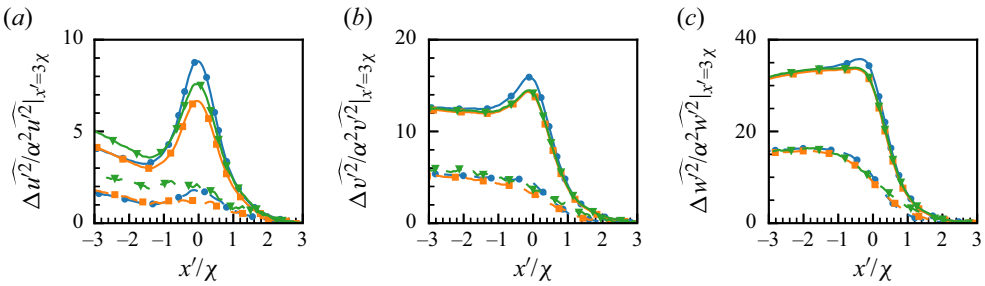 (a)
10
5
0
−3 −2 −1 0 1 2 3
x′/χ
Δu′²/α²u′²|x′=3χ
(b)
20
10
0
−3 −2 −1 0 1 2 3
x′/χ
Δv′²/α²v′²|x′=3χ
(c)
40
20
0
−3 −2 −1 0 1 2 3
x′/χ
Δw′²/α²w′²|x′=3χ